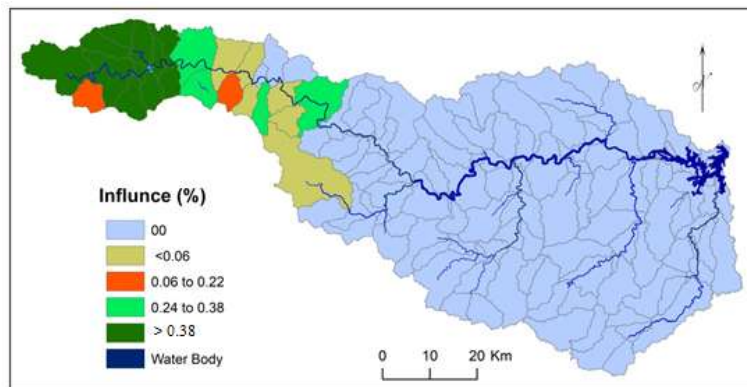 N
Influnce (%)
00
<0.06
0.06 to 0.22
0.24 to 0.38
> 0.38
Water Body
0 10 20 Km